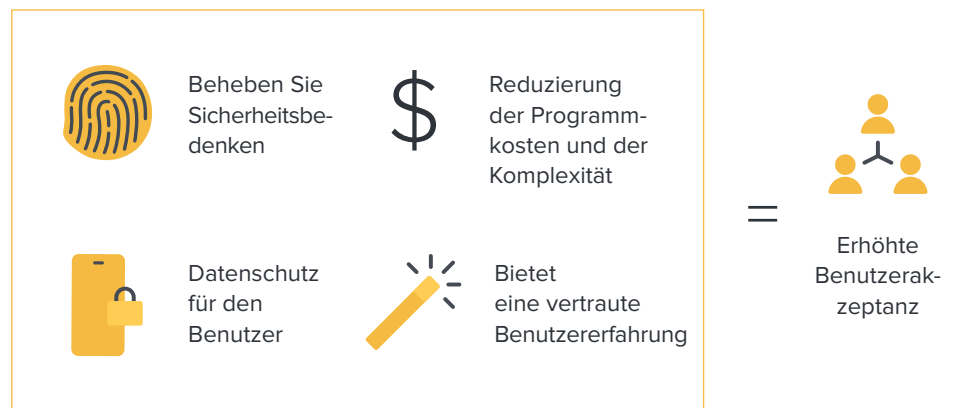 Beheben Sie
Sicherheitsbe-
denken
$
Reduzierung
der Programm-
kosten und der
Komplexität
Datenschutz
für den
Benutzer
Bietet
eine vertraute
Benutzererfahrung
=
Erhöhte
Benutzerak-
zeptanz